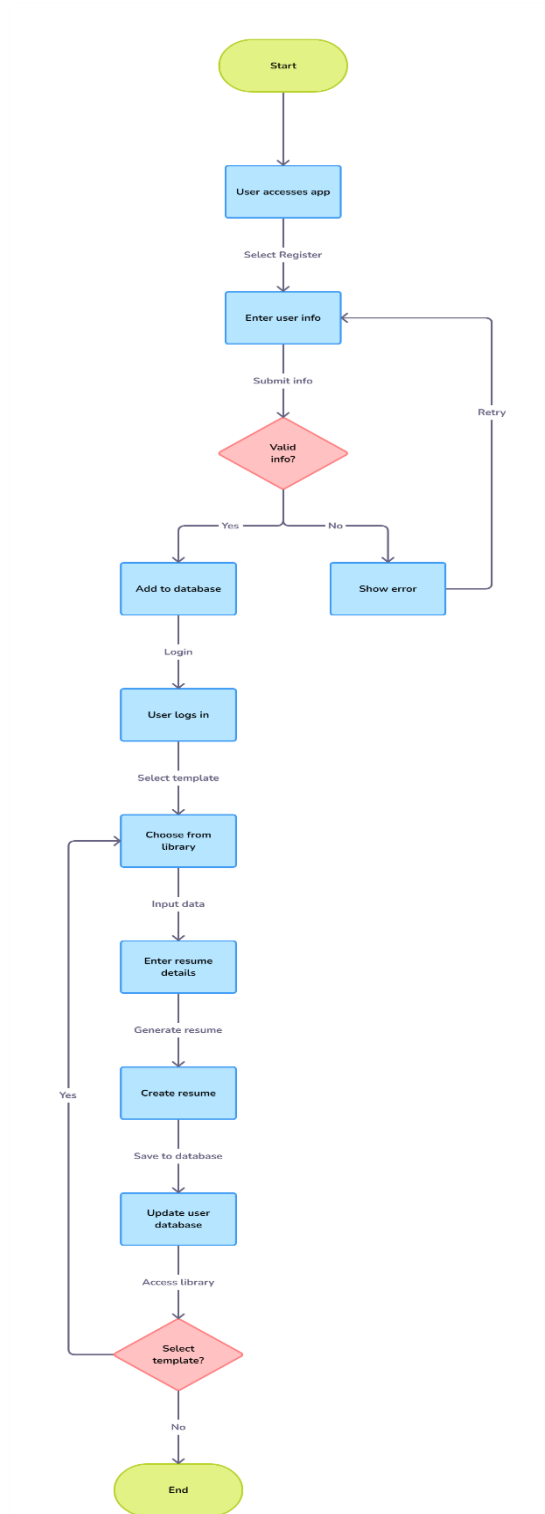 Start
User accesses app
Select Register
Enter user info
Submit info
Retry
Valid
info?
Yes
No
Add to database
Show error
Login
User logs in
Select template
Choose from
library
Input data
Enter resume
details
Generate resume
Create resume
Yes
Save to database
Update user
database
Access library
Select
template?
No
End